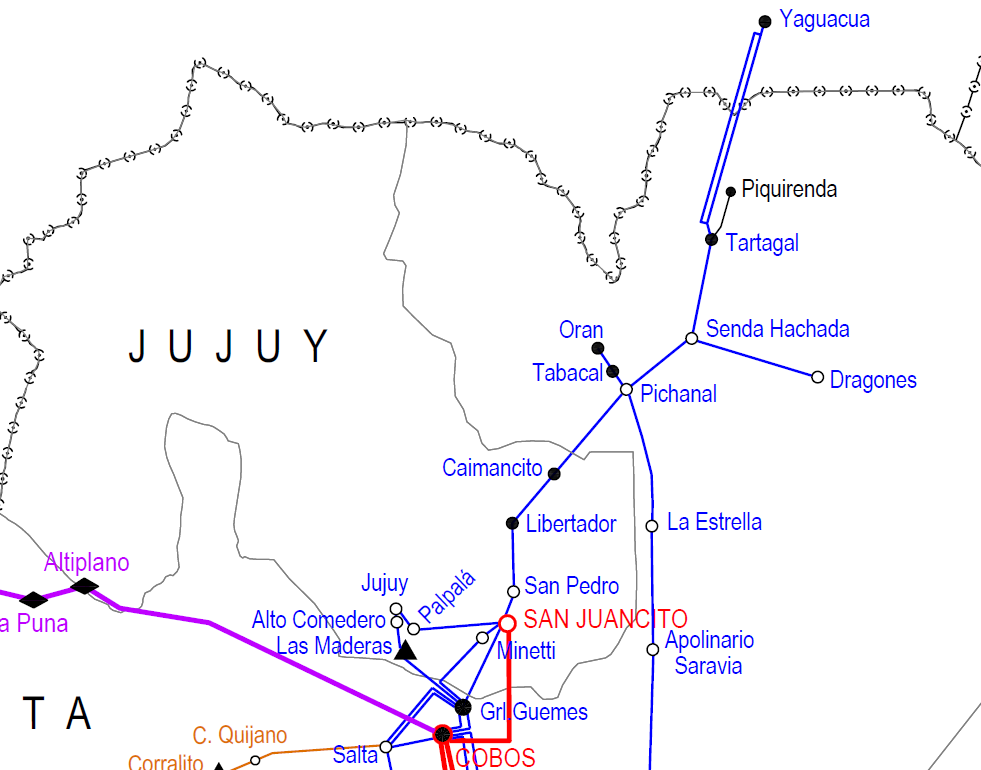 Yaguacua
Piquirenda
Tartagal
Oran
Senda Hachada
JUJUY
Tabacal
Dragones
Pichanal
Caimancito
Libertador
La Estrella
Altiplano
Jujuy
Palpalá
San Pedro
a Puna
Alto Comedero
SAN JUANCITO
Las Maderas
Minetti
Apolinario
Saravia
T A
Grl.Guemes
C. Quijano
Salta
COBOS
Corralito